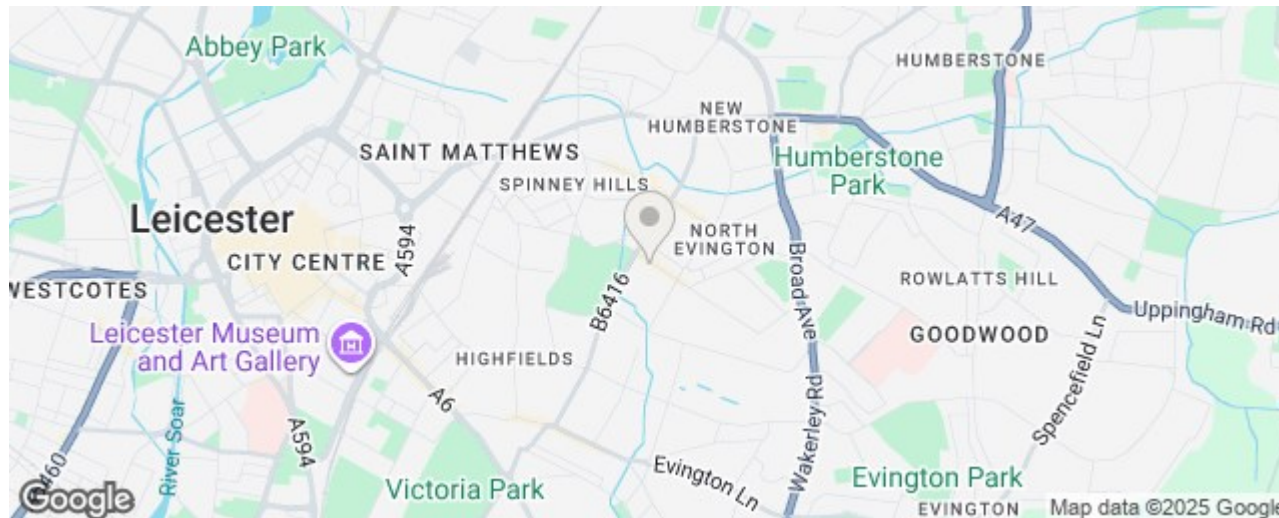 Abbey Park
HUMBERSTONE
NEW
HUMBERSTONE
SAINT MATTHEWS
Humberstone
Park
SPINNEY HILLS
Leicester
NORTH
EVINGTON
A47
CITY CENTRE
A594
Broad Ave
ROWLATTS HILL
WESTCOTES
B6416
Uppingham Rd
Leicester Museum
and Art Gallery
GOODWOOD
HIGHFIELDS
Spencefield Ln
A6
Wakerley Rd
River Soar
A594
A460
Evington Ln
Evington Park
Victoria Park
EVINGTON
Google
Map data ©2025 Google